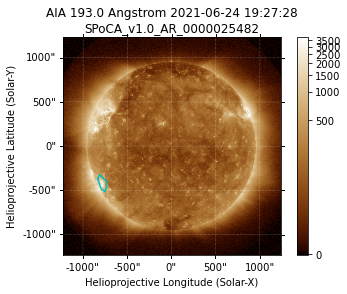 AIA 193.0 Angstrom 2021-06-24 19:27:28
SPoCA_v1.0_AR_0000025482
Helioprojective Latitude (Solar-Y)
1000"
500"
0"
-500"
-1000"
-1000" -500" 0" 500" 1000"
Helioprojective Longitude (Solar-X)
3500
3000
2500
2000
1500
1000
500
0